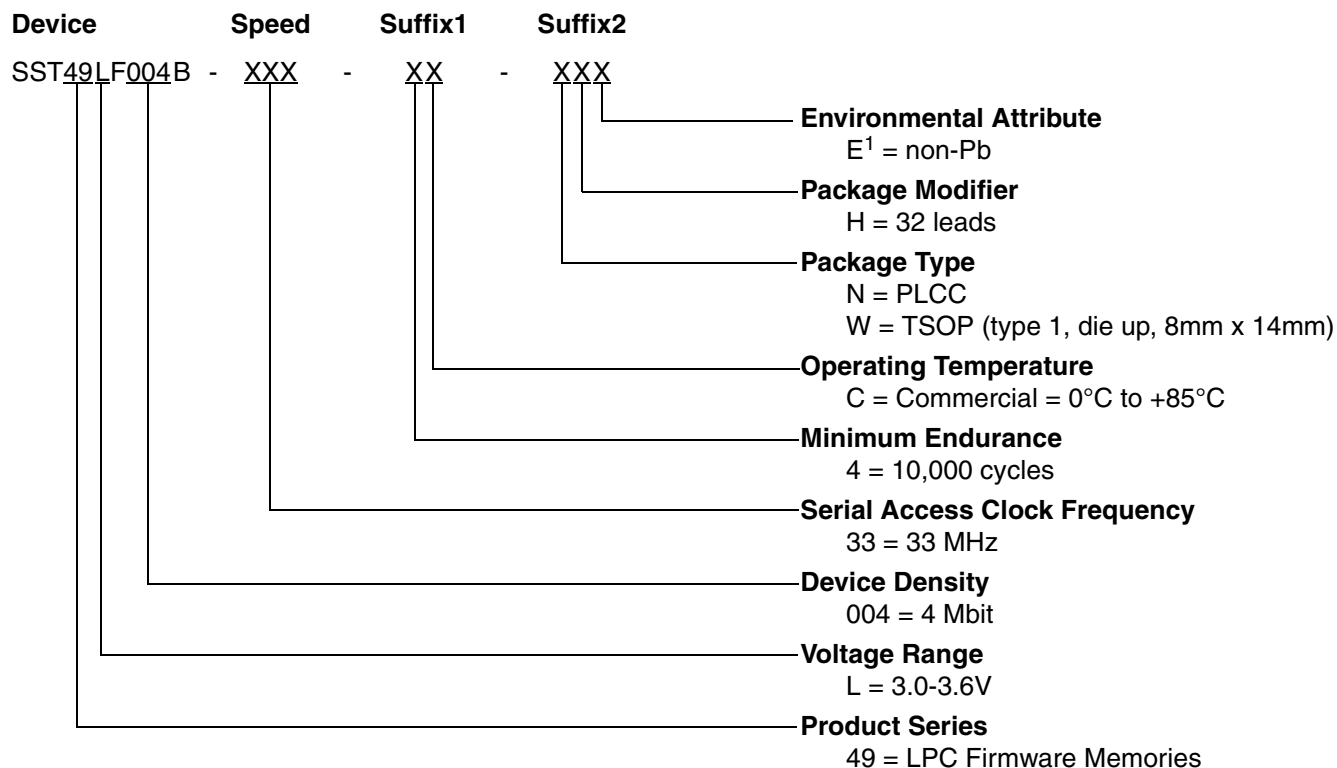 Device Speed Suffix1 Suffix2
SST49LF004B - XXX - XX - XXX
Environmental Attribute
E1 = non-Pb
Package Modifier
H = 32 leads
Package Type
N = PLCC
W = TSOP (type 1, die up, 8mm x 14mm)
Operating Temperature
C = Commercial = 0°C to +85°C
Minimum Endurance
4 = 10,000 cycles
Serial Access Clock Frequency
33 = 33 MHz
Device Density
004 = 4 Mbit
Voltage Range
L = 3.0-3.6V
Product Series
49 = LPC Firmware Memories